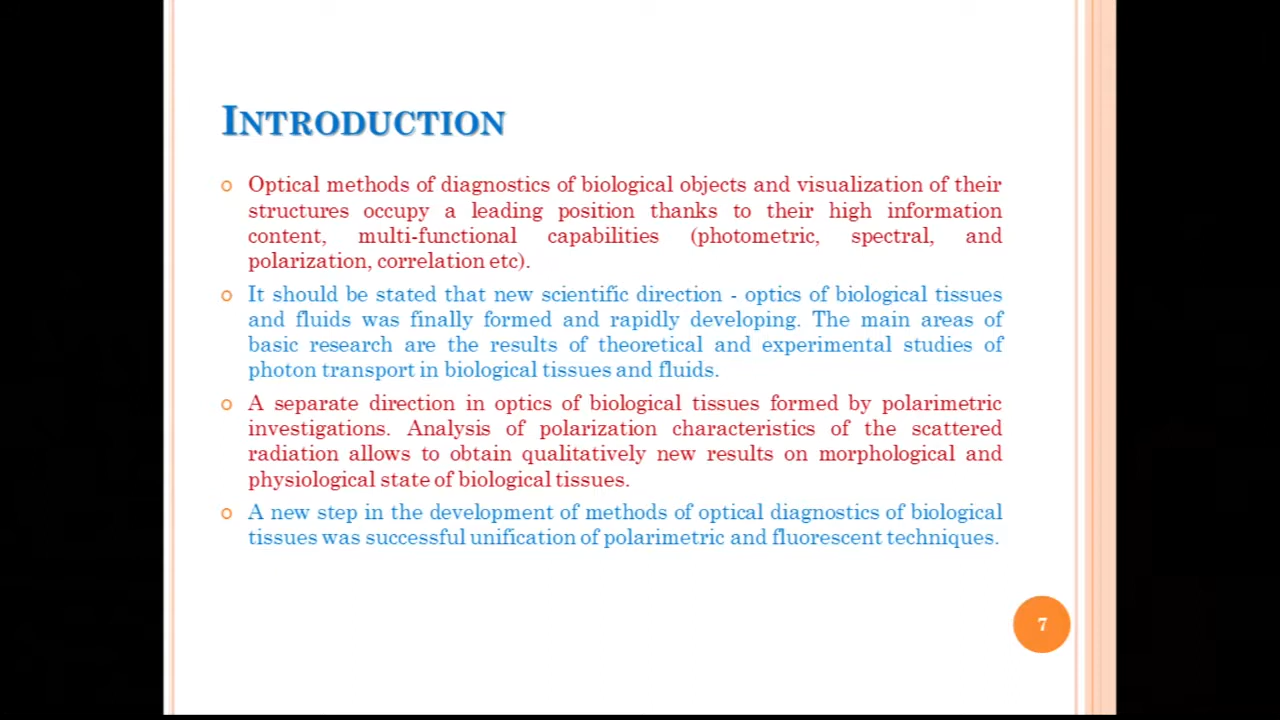 INTRODUCTION
Optical methods of diagnostics of biological objects and visualization of their
structures occupy a leading position thanks to their high information
content, multi-functional capabilities (photometric, spectral, and
polarization, correlation etc).
It should be stated that new scientific direction - optics of biological tissues
and fluids was finally formed and rapidly developing. The main areas of
basic research are the results of theoretical and experimental studies of
photon transport in biological tissues and fluids.
A separate direction in optics of biological tissues formed by polarimetric
investigations. Analysis of polarization characteristics of the scattered
radiation allows to obtain qualitatively new results on morphological and
physiological state of biological tissues.
A new step in the development of methods of optical diagnostics of biological
tissues was successful unification of polarimetric and fluorescent techniques.
7